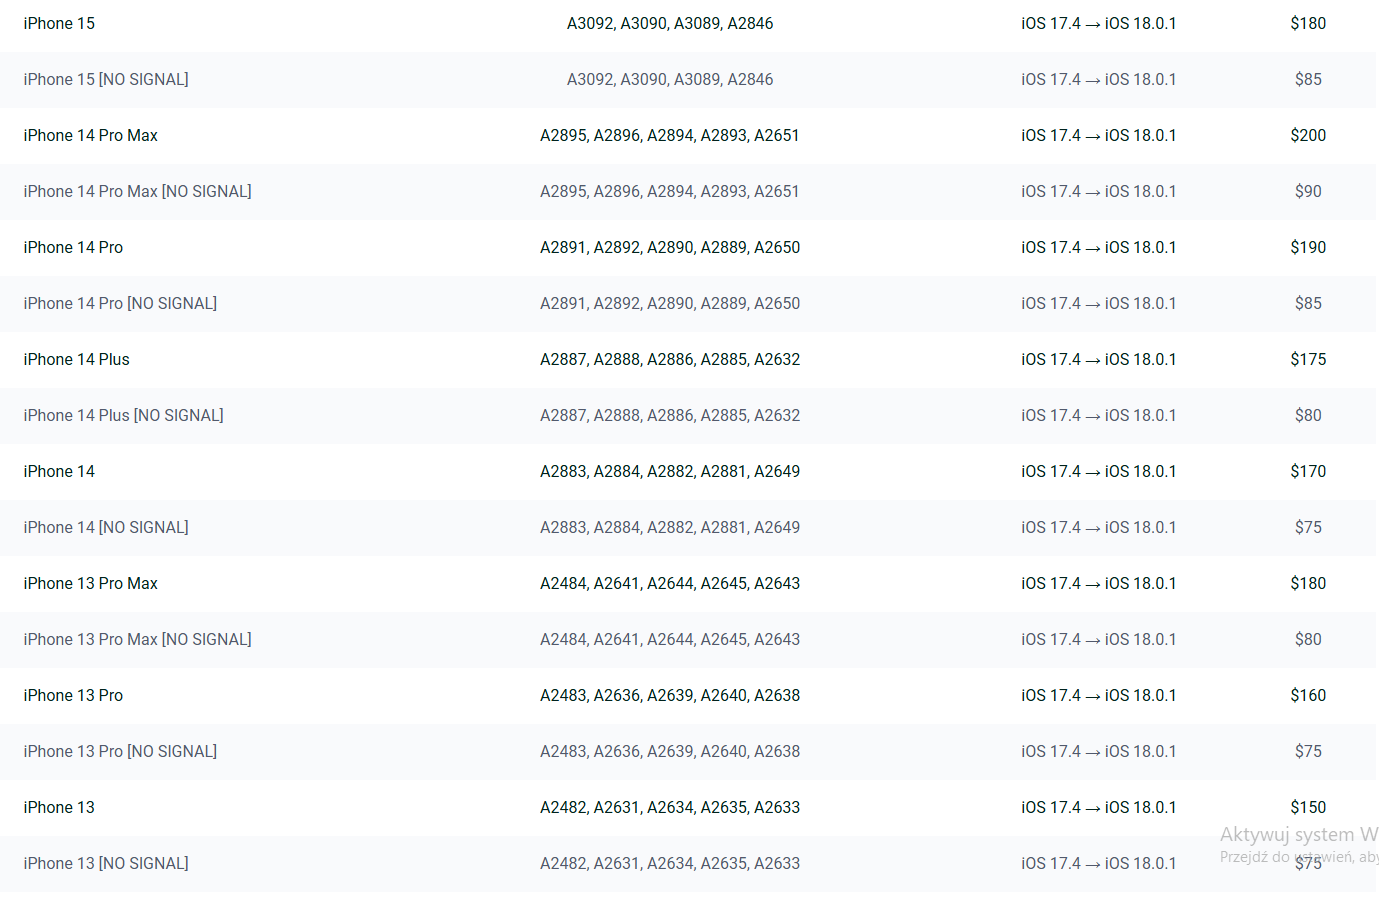 iPhone 15 A3092, A3090, A3089, A2846 iOS 17.4 → iOS 18.0.1 $180
iPhone 15 [NO SIGNAL] A3092, A3090, A3089, A2846 iOS 17.4 → iOS 18.0.1 $85
iPhone 14 Pro Max A2895, A2896, A2894, A2893, A2651 iOS 17.4 → iOS 18.0.1 $200
iPhone 14 Pro Max [NO SIGNAL] A2895, A2896, A2894, A2893, A2651 iOS 17.4 → iOS 18.0.1 $90
iPhone 14 Pro A2891, A2892, A2890, A2889, A2650 iOS 17.4 → iOS 18.0.1 $190
iPhone 14 Pro [NO SIGNAL] A2891, A2892, A2890, A2889, A2650 iOS 17.4 → iOS 18.0.1 $85
iPhone 14 Plus A2887, A2888, A2886, A2885, A2632 iOS 17.4 → iOS 18.0.1 $175
iPhone 14 Plus [NO SIGNAL] A2887, A2888, A2886, A2885, A2632 iOS 17.4 → iOS 18.0.1 $80
iPhone 14 A2883, A2884, A2882, A2881, A2649 iOS 17.4 → iOS 18.0.1 $170
iPhone 14 [NO SIGNAL] A2883, A2884, A2882, A2881, A2649 iOS 17.4 → iOS 18.0.1 $75
iPhone 13 Pro Max A2484, A2641, A2644, A2645, A2643 iOS 17.4 → iOS 18.0.1 $180
iPhone 13 Pro Max [NO SIGNAL] A2484, A2641, A2644, A2645, A2643 iOS 17.4 → iOS 18.0.1 $80
iPhone 13 Pro A2483, A2636, A2639, A2640, A2638 iOS 17.4 → iOS 18.0.1 $160
iPhone 13 Pro [NO SIGNAL] A2483, A2636, A2639, A2640, A2638 iOS 17.4 → iOS 18.0.1 $75
iPhone 13 A2482, A2631, A2634, A2635, A2633 iOS 17.4 → iOS 18.0.1 $150
Aktywuj system W
Przejdź do ustawień, aby
iPhone 13 [NO SIGNAL] A2482, A2631, A2634, A2635, A2633 iOS 17.4 → iOS 18.0.1 $75